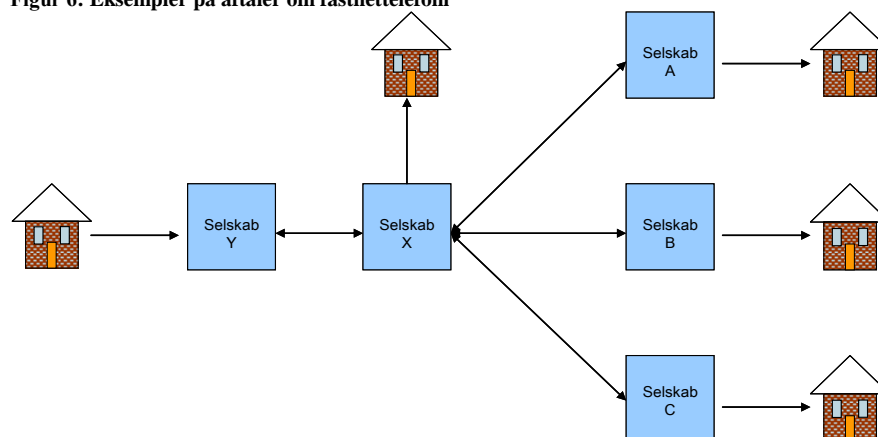 Figur 6: Eksempler på aftaler om fastnettelefoni
Selskab
A
Selskab
Y
Selskab
X
Selskab
B
Selskab
C